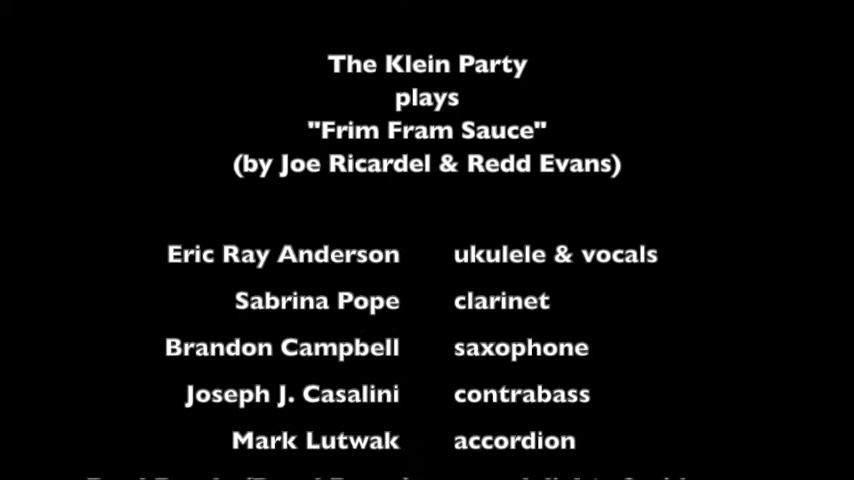 The Klein Party
plays
"Frim Fram Sauce"
(by Joe Ricardel & Redd Evans)
Eric Ray Anderson ukulele & vocals
Sabrina Pope clarinet
Brandon Campbell saxophone
Joseph J. Casalini contrabass
Mark Lutwak accordion